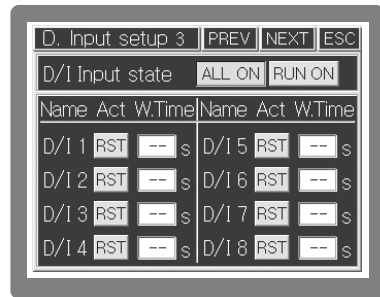 D. Input setup 3 PREV NEXT ESC
D/I Input state ALL ON RUN ON
Name Act W.Time Name Act W.Time
D/I 1 RST -- s D/I 5 RST -- s
D/I 2 RST -- s D/I 6 RST -- s
D/I 3 RST -- s D/I 7 RST -- s
D/I 4 RST -- s D/I 8 RST -- s